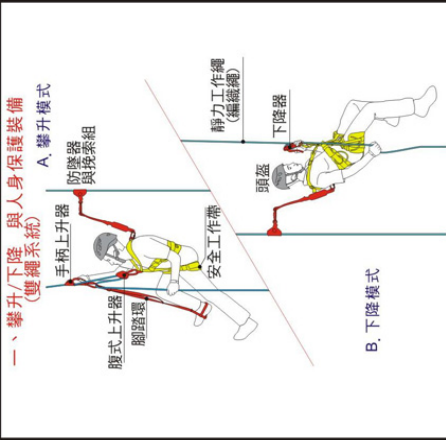 一、攀升/下降 與人身保護裝備
(雙繩系統)
A. 攀升模式
防墜器
與挽索組
手柄上升器
腹式上升器
腳踏環
安全工作帶
靜力工作繩
(編織繩)
下降器
頭盔
B. 下降模式